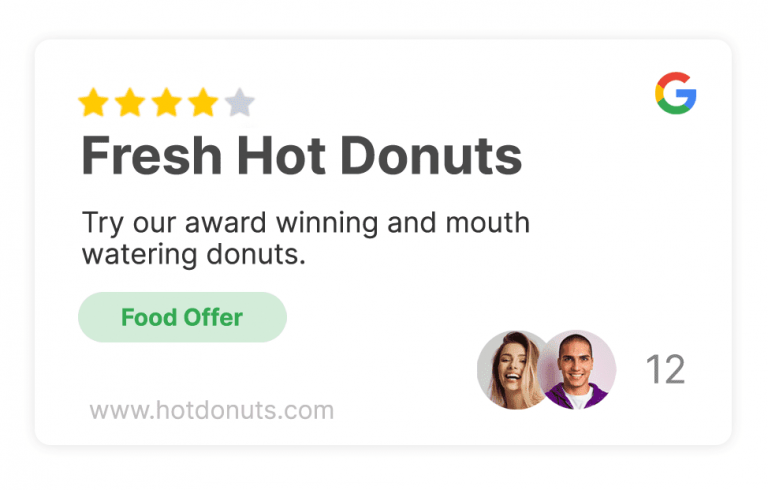 Fresh Hot Donuts
Try our award winning and mouth
watering donuts.
Food Offer
12
www.hotdonuts.com